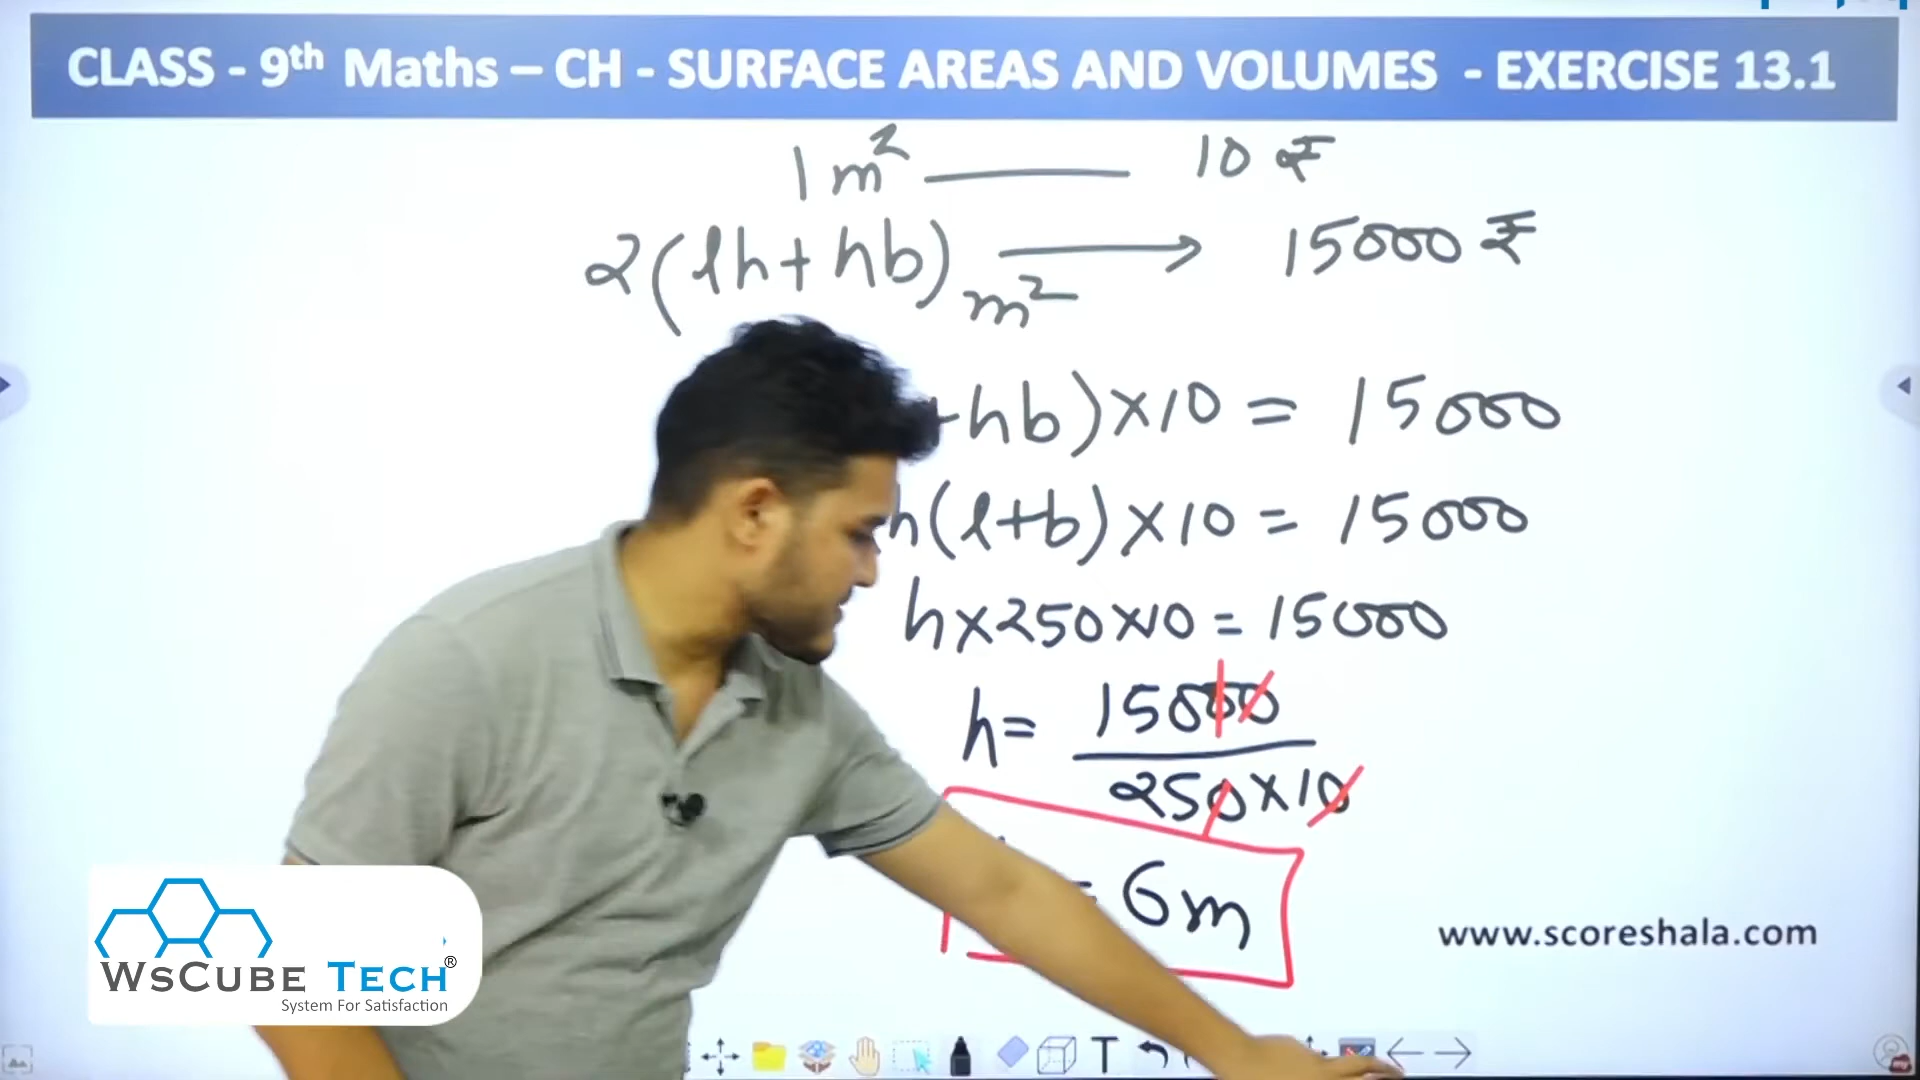 CLASS - 9th Maths – CH - SURFACE AREAS AND VOLUMES - EXERCISE 13.1
1 m² —— 10 ₹
2(lh+hb) m² → 15000 ₹
hb)×10 = 15000
h(l+b)×10 = 15000
h×250×10 = 15000
h= 15000
250×10
= 6m
www.scoreshala.com
WSCUBE TECH®
System For Satisfaction
T